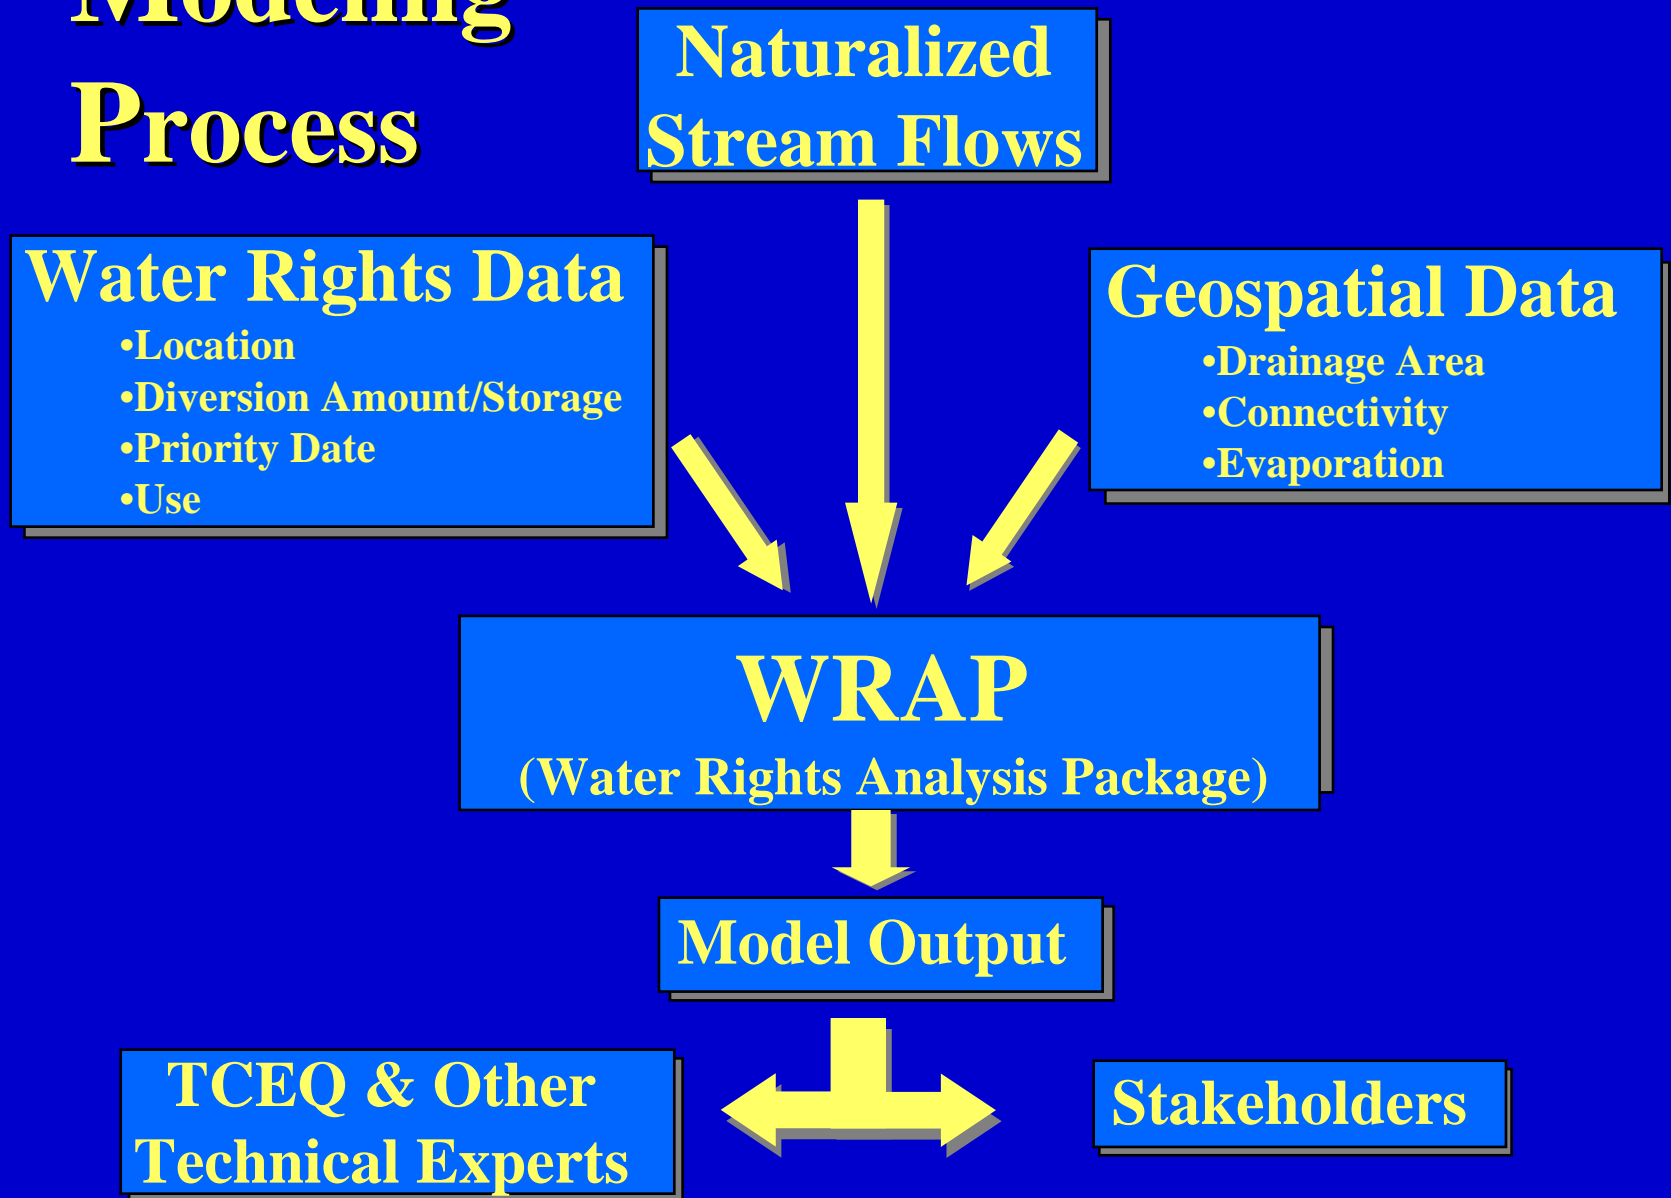 Modeling
Process
Naturalized
Stream Flows
Water Rights Data
•Location
•Diversion Amount/Storage
•Priority Date
•Use
Geospatial Data
•Drainage Area
•Connectivity
•Evaporation
WRAP
(Water Rights Analysis Package)
Model Output
TCEQ & Other
Technical Experts
Stakeholders